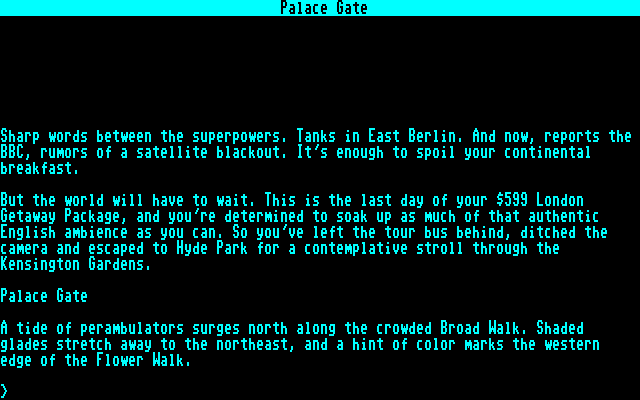 Palace Gate
Sharp words between the superpowers. Tanks in East Berlin. And now, reports the
BBC, rumors of a satellite blackout. It's enough to spoil your continental
breakfast.
But the world will have to wait. This is the last day of your $599 London
Getaway Package, and you're determined to soak up as much of that authentic
English ambience as you can. So you've left the tour bus behind, ditched the
camera and escaped to Hyde Park for a contemplative stroll through the
Kensington Gardens.
Palace Gate
A tide of perambulators surges north along the crowded Broad Walk. Shaded
glades stretch away to the northeast, and a hint of color marks the western
edge of the Flower Walk.
>